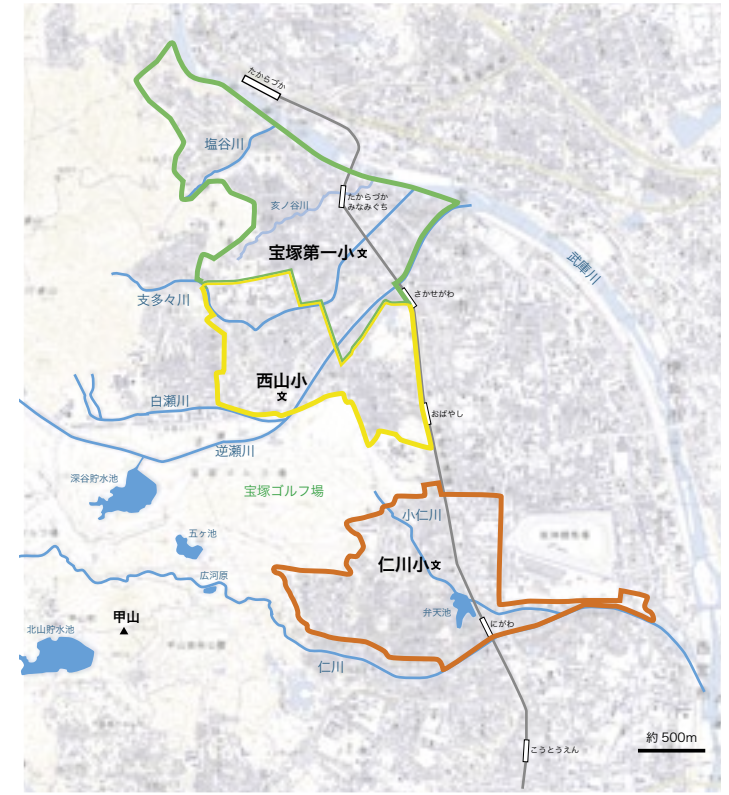 たからづか
塩谷川
たからづか
みなみぐち
亥ノ谷川
宝塚第一小文
武庫川
支多々川
さかせがわ
西山小
文
白瀬川
おばやし
逆瀬川
深谷貯水池
宝塚ゴルフ場
小仁川
五ヶ池
仁川小文
広河原
弁天池
甲山
▲
にがわ
北山貯水池
仁川
約 500m
こうとうえん